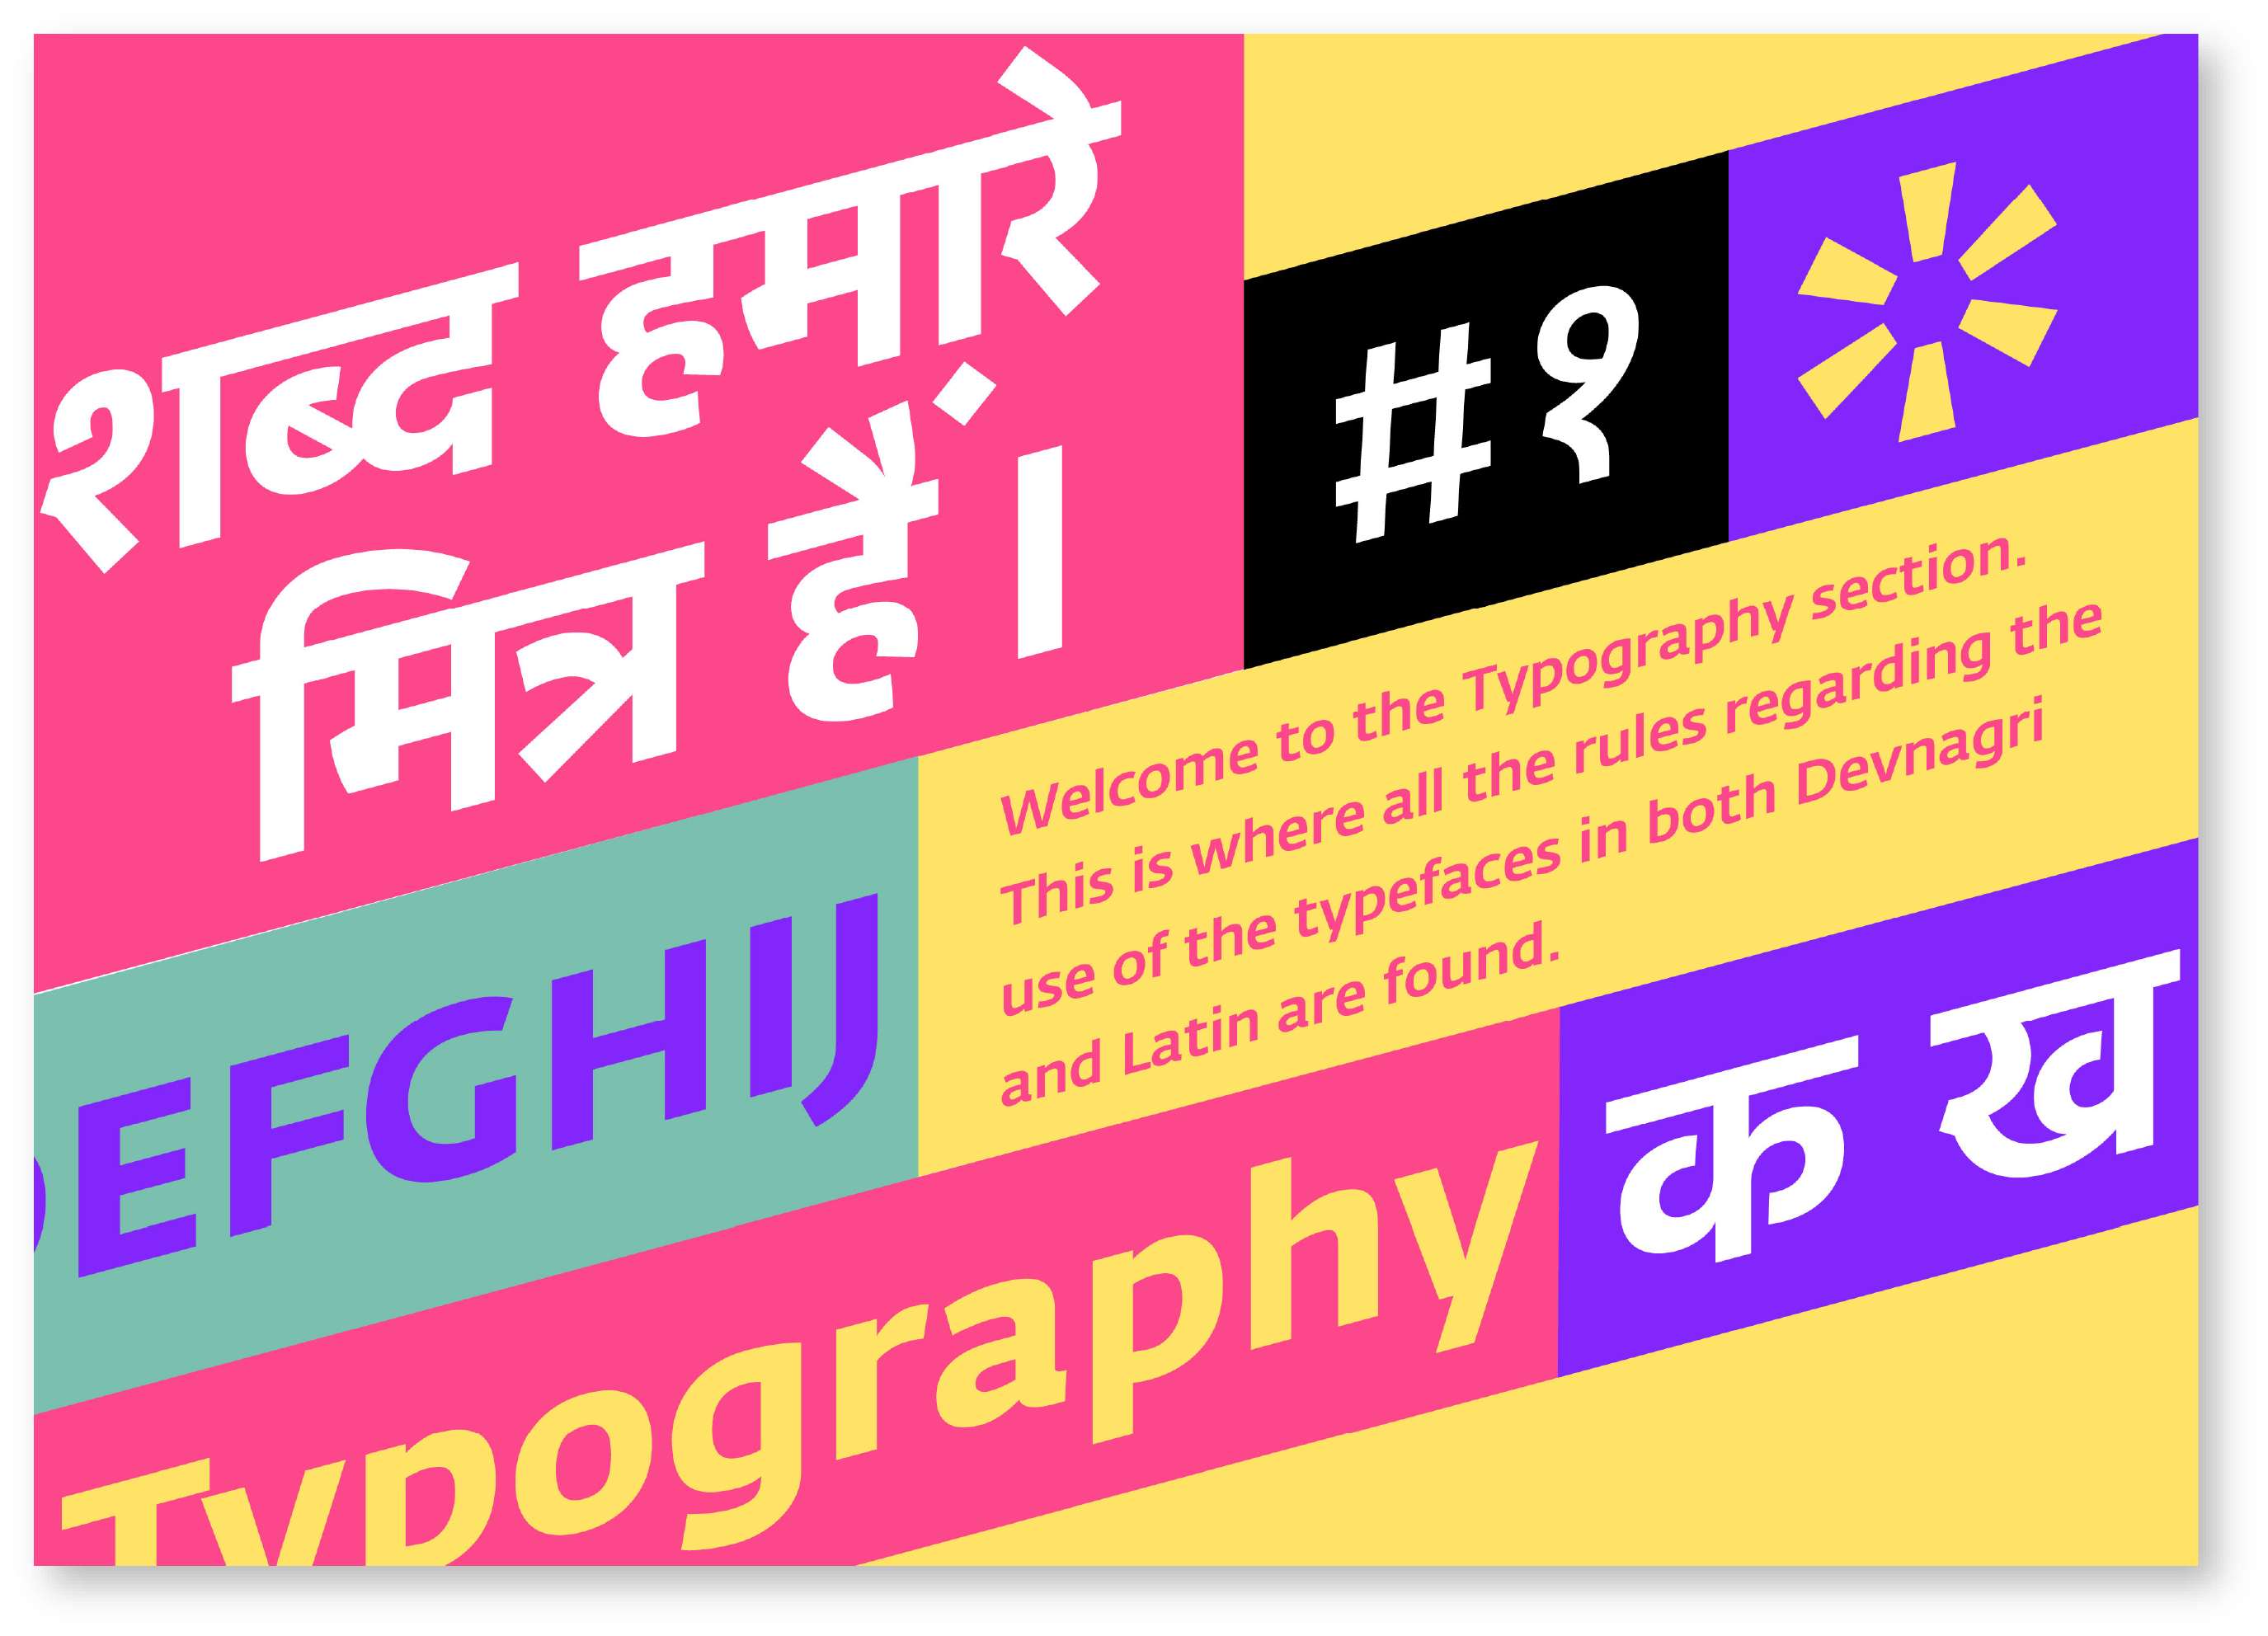 शब्द हमारे
मित्र हैं।
#१
Welcome to the Typography section.
This is where all the rules regarding the
use of the typefaces in both Devnagri
and Latin are found.
DEFGHIJ
क ख
Typography